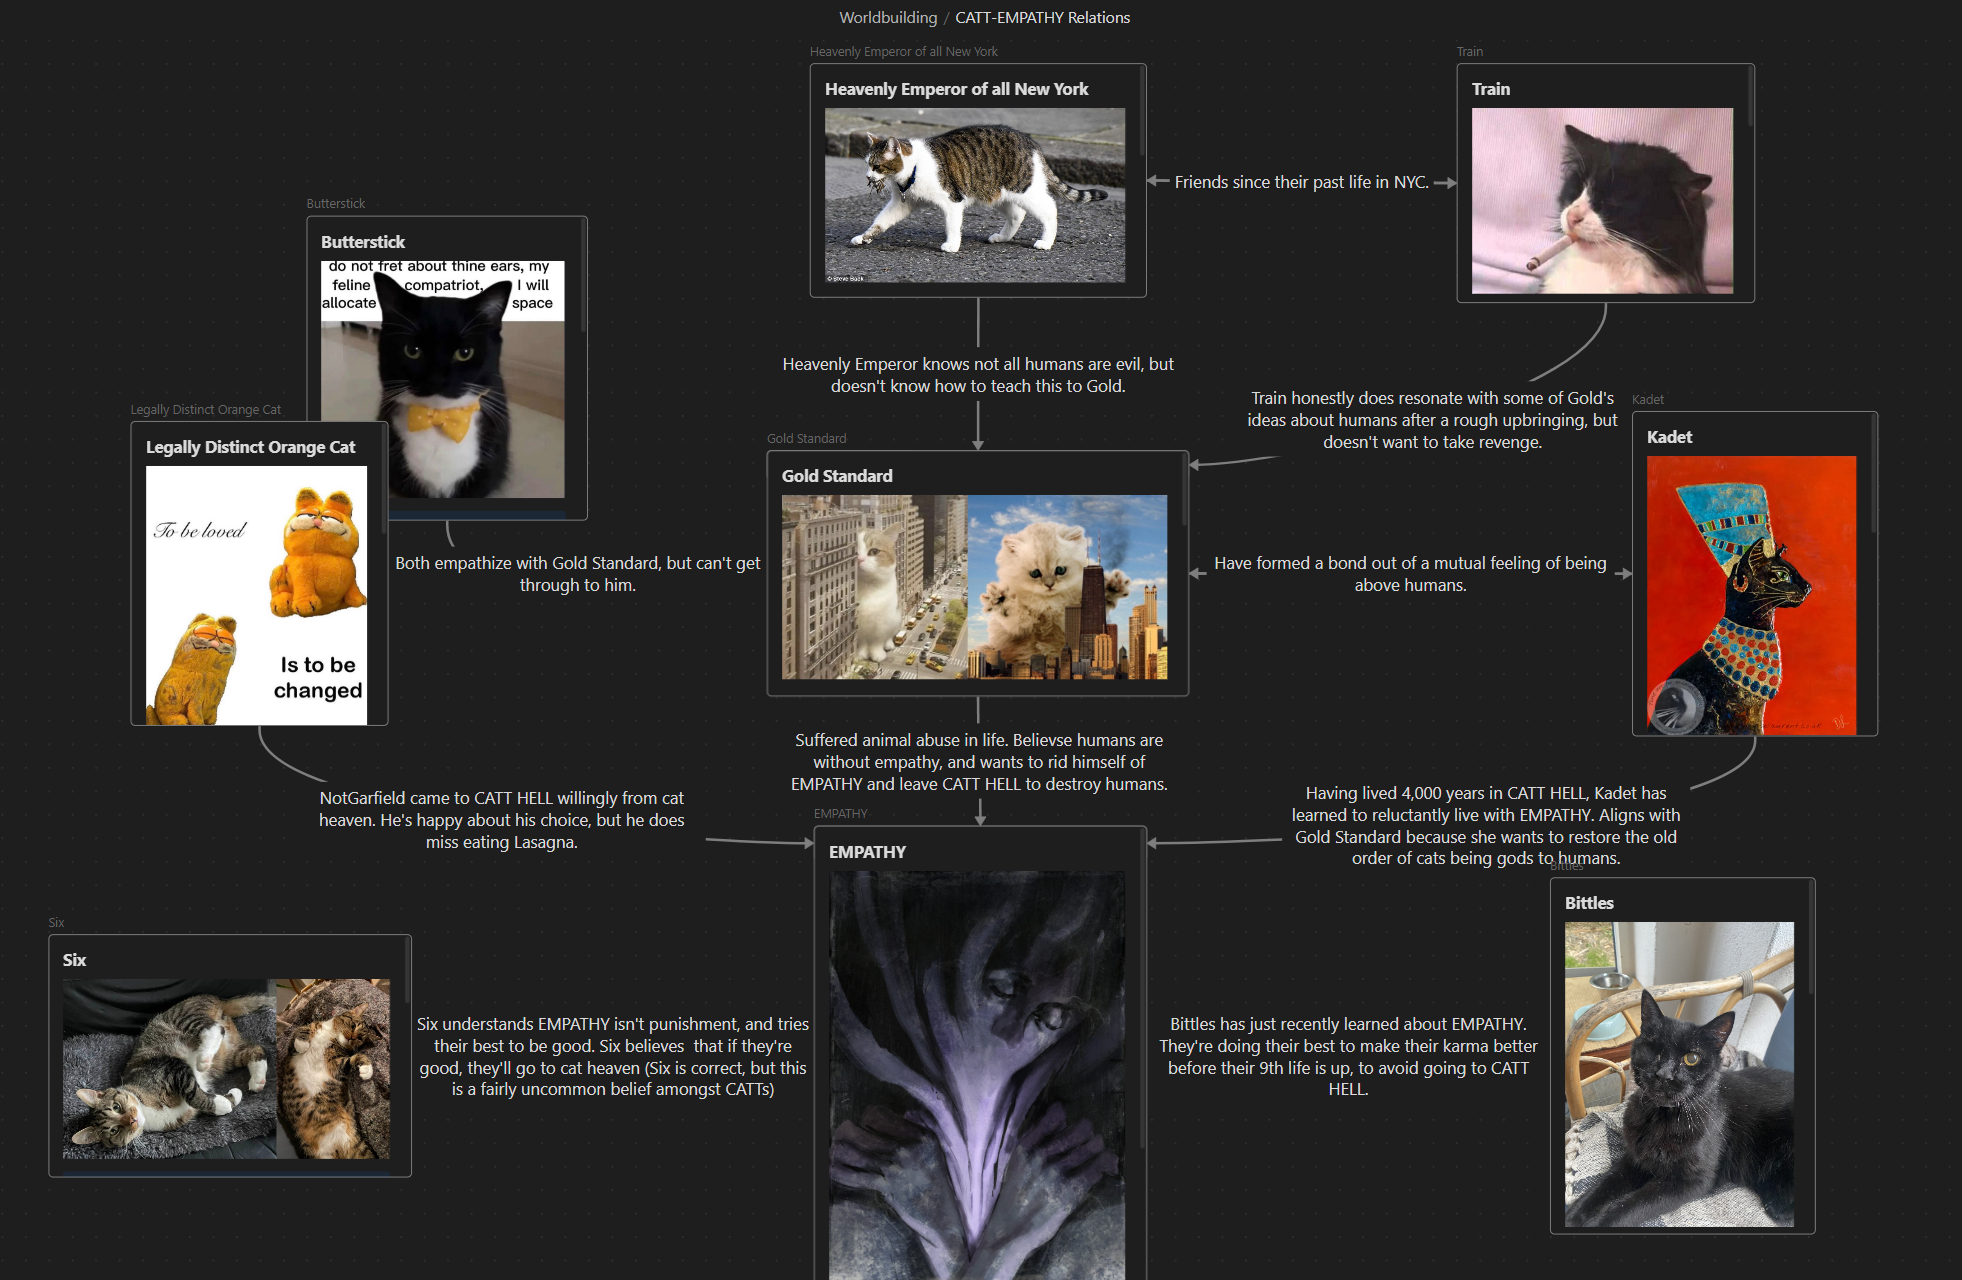 Worldbuilding / CATT-EMPATHY Relations
Heavenly Emperor of all New York
Heavenly Emperor of all New York
© Steve Back
Friends since their past life in NYC.
Train
Train
Butterstick
Butterstick
do not fret about thine ears, my
feline compatriot, I will
allocate space
Heavenly Emperor knows not all humans are evil, but
doesn't know how to teach this to Gold.
Train honestly does resonate with some of Gold's
ideas about humans after a rough upbringing, but
doesn't want to take revenge.
Legally Distinct Orange Cat
Legally Distinct Orange Cat
To be loved
Is to be
changed
Both empathize with Gold Standard, but can't get
through to him.
Gold Standard
Gold Standard
Have formed a bond out of a mutual feeling of being
above humans.
Kadet
Kadet
NotGarfield came to CATT HELL willingly from cat
heaven. He's happy about his choice, but he does
miss eating Lasagna.
Suffered animal abuse in life. Believse humans are
without empathy, and wants to rid himself of
EMPATHY and leave CATT HELL to destroy humans.
Having lived 4,000 years in CATT HELL, Kadet has
learned to reluctantly live with EMPATHY. Aligns with
Gold Standard because she wants to restore the old
order of cats being gods to humans.
EMPATHY
EMPATHY
Six
Six
Six understands EMPATHY isn't punishment, and tries
their best to be good. Six believes  that if they're
good, they'll go to cat heaven (Six is correct, but this
is a fairly uncommon belief amongst CATTs)
Bittles has just recently learned about EMPATHY.
They're doing their best to make their karma better
before their 9th life is up, to avoid going to CATT
HELL.
Bittles
Bittles